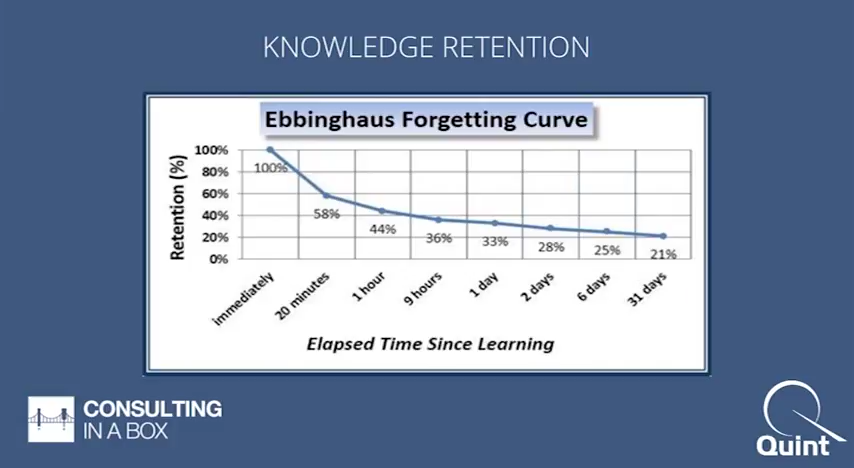 KNOWLEDGE RETENTION
Ebbinghaus Forgetting Curve
Retention (%)
100%
80%
60%
40%
20%
0%
100%
58%
44%
36%
33%
28%
25%
21%
immediately
20 minutes
1 hour
9 hours
1 day
2 days
6 days
31 days
Elapsed Time Since Learning
CONSULTING
IN A BOX
Quint